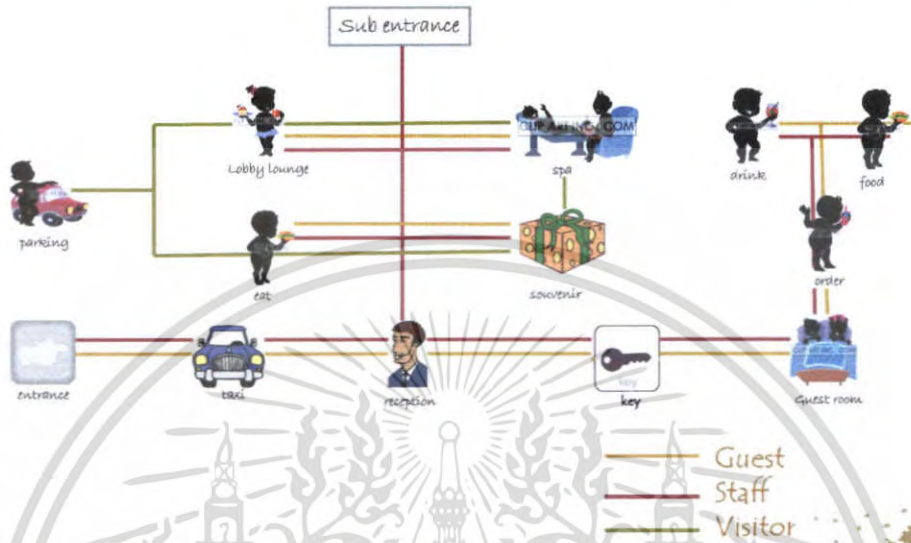 Sub entrance
Lobby Lounge
spa
drink
food
parking
eat
souvenir
order
entrance
taxi
reception
key
key
Guest room
Guest
Staff
Visitor